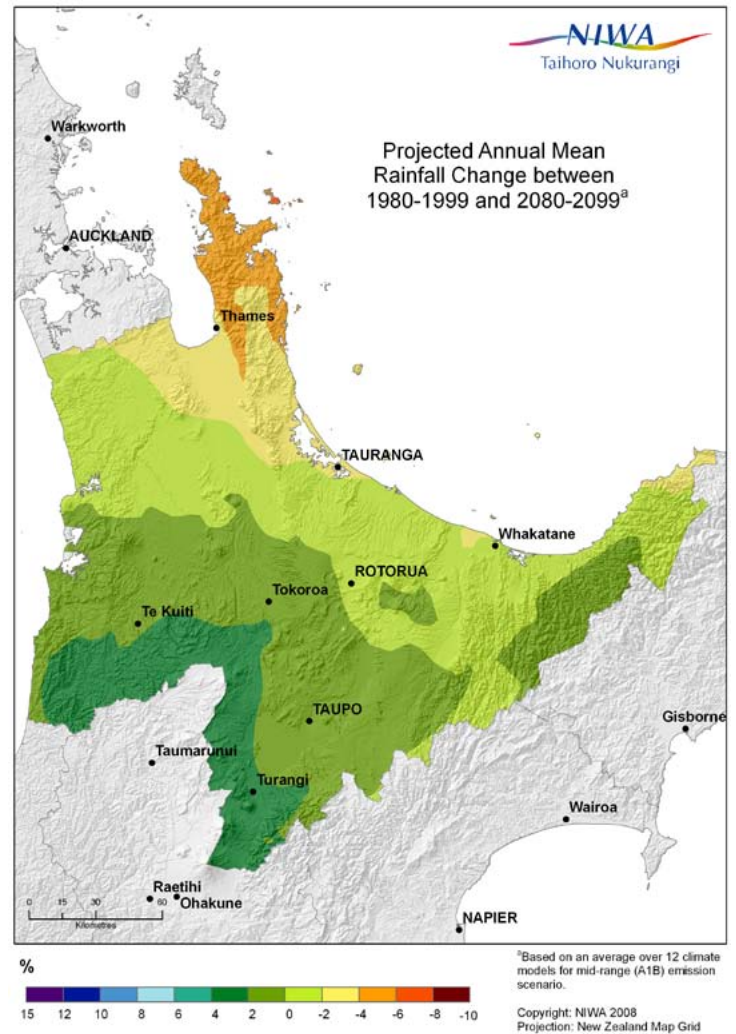 NIWA
Taihoro Nukurangi
Projected Annual Mean
Rainfall Change between
1980-1999 and 2080-2099ª
Warkworth
AUCKLAND
Thames
TAURANGA
Whakatane
ROTORUA
Tokoroa
Te Kuiti
TAUPO
Gisborne
Taumarunui
Turangi
Wairoa
Raetihi
Ohakune
0 15 30 60
Kilometres
NAPIER
%
15 12 10 8 6 4 2 0 -2 -4 -6 -8 -10
ªBased on an average over 12 climate
models for mid-range (A1B) emission
scenario.
Copyright: NIWA 2008
Projection: New Zealand Map Grid